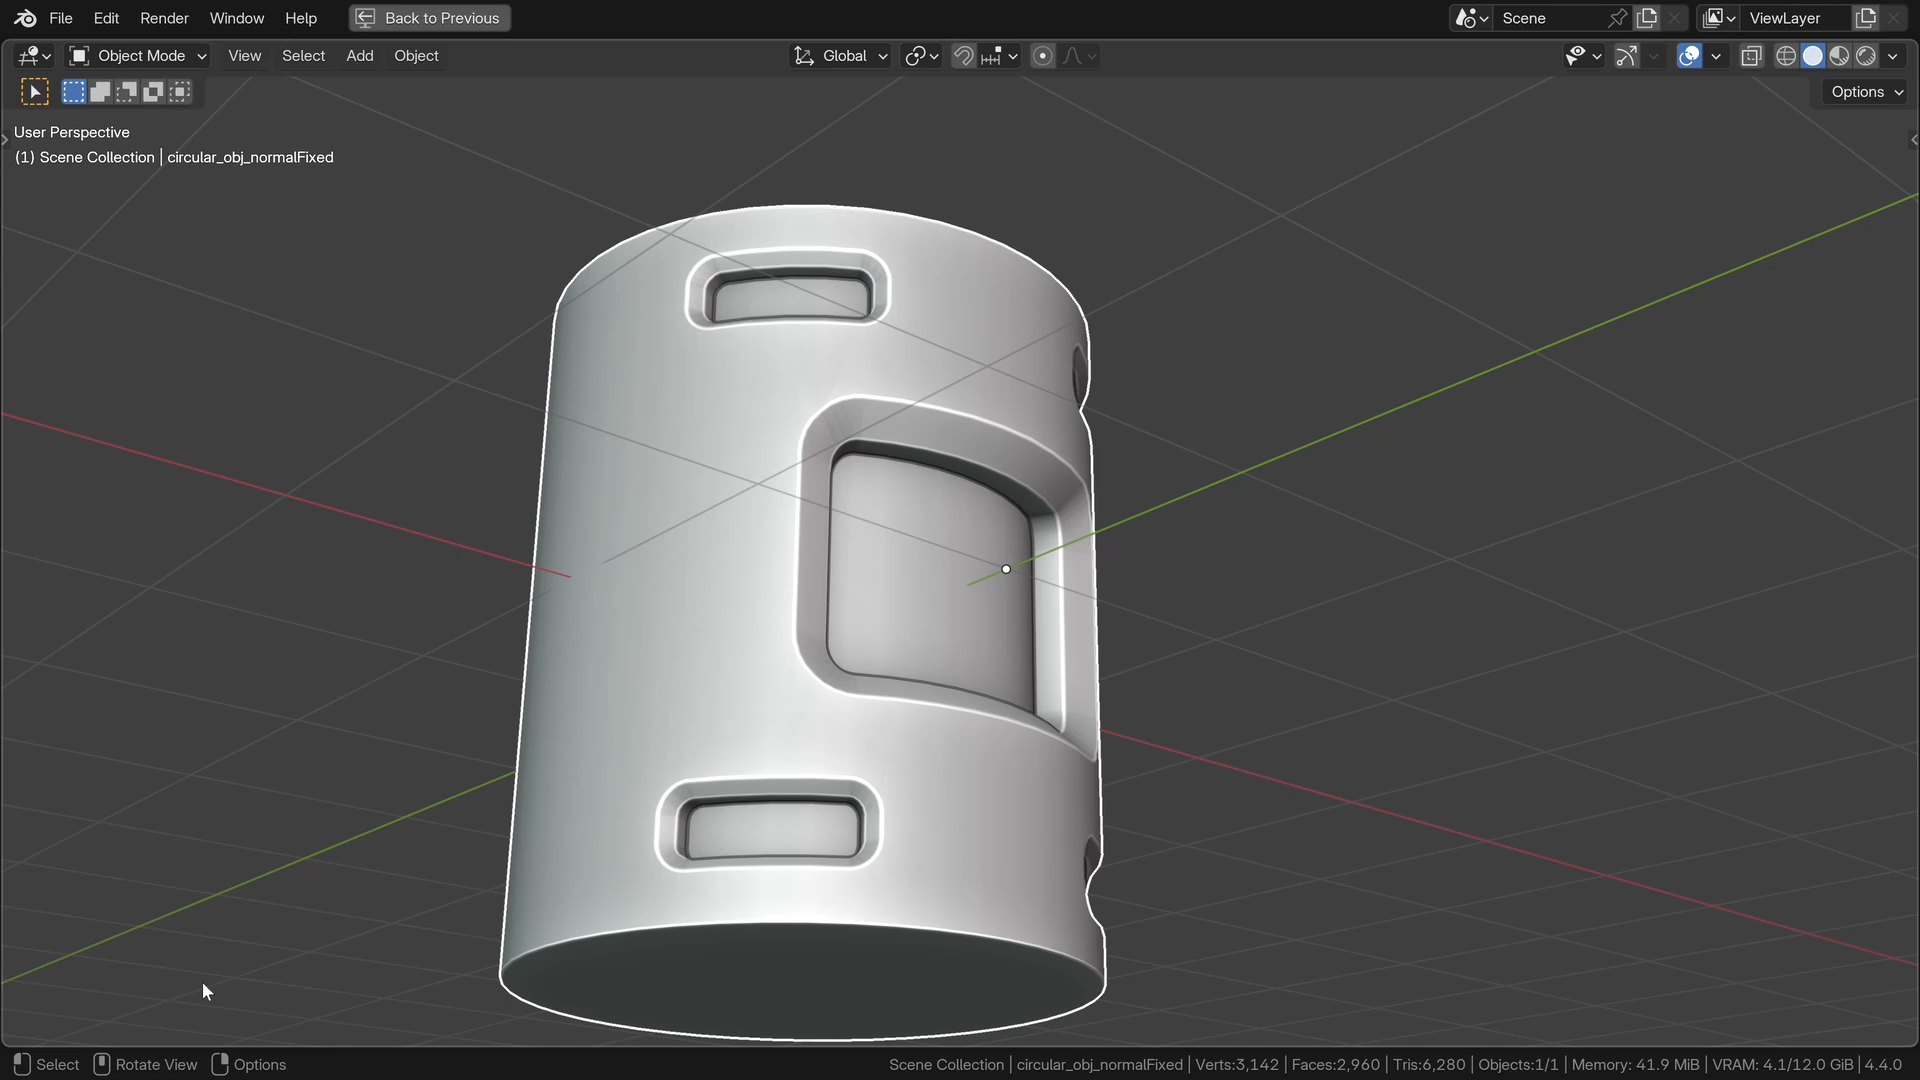 File Edit Render Window Help Back to Previous Scene ViewLayer
Object Mode View Select Add Object Global
Options
User Perspective
(1) Scene Collection | circular_obj_normalFixed
Select Rotate View Options Scene Collection | circular_obj_normalFixed | Verts:3,142 | Faces:2,960 | Tris:6,280 | Objects:1/1 | Memory: 41.9 MiB | VRAM: 4.1/12.0 GiB | 4.4.0